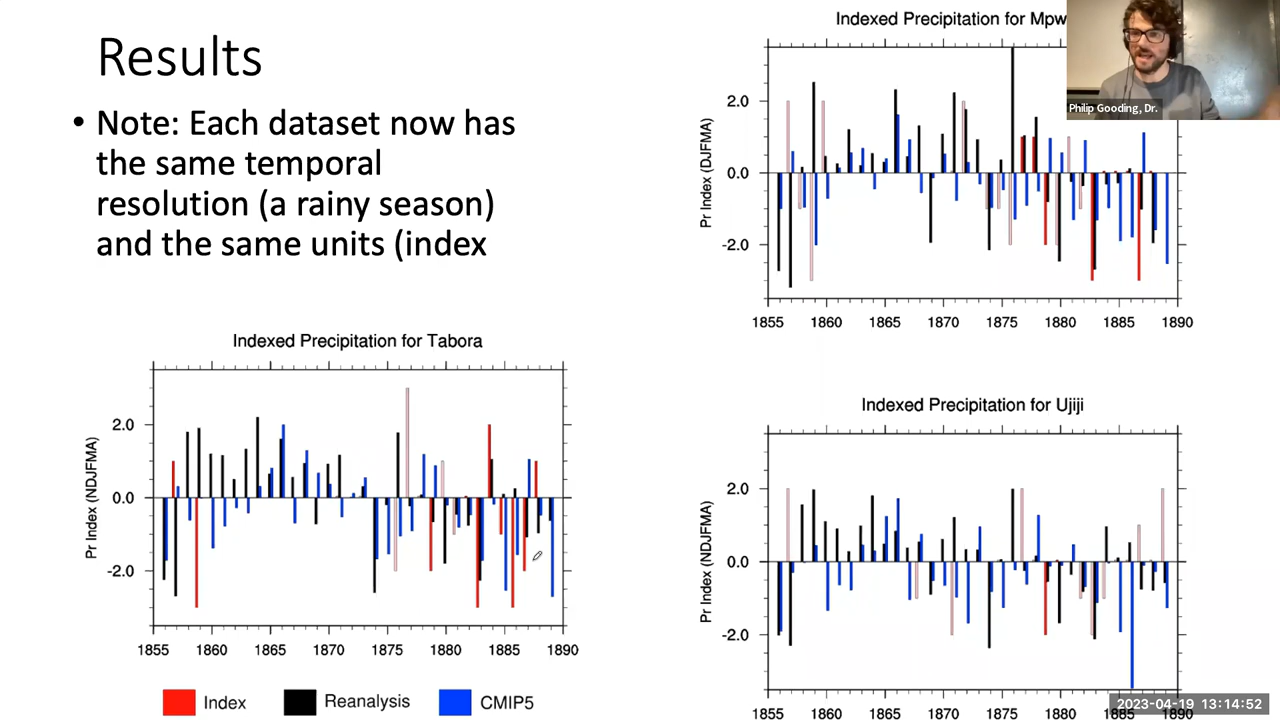 Results
• Note: Each dataset now has
the same temporal
resolution (a rainy season)
and the same units (index
Indexed Precipitation for Mpw
Philip Gooding, Dr.
Pr Index (DJFMA)
2.0
0.0
-2.0
1855 1860 1865 1870 1875 1880 1885 1890
Indexed Precipitation for Tabora
Pr Index (NDJFMA)
2.0
0.0
-2.0
1855 1860 1865 1870 1875 1880 1885 1890
Index Reanalysis CMIP5
Indexed Precipitation for Ujiji
Pr Index (NDJFMA)
2.0
0.0
-2.0
1855 1860 1865 1870 1875 1880 1885 1890
2023-04-19 13:14:52